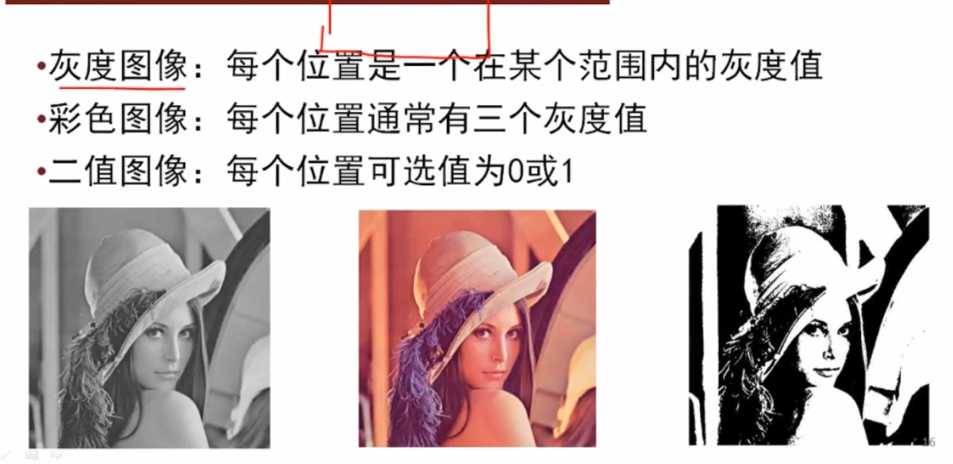 •灰度图像：每个位置是一个在某个范围内的灰度值
•彩色图像：每个位置通常有三个灰度值
•二值图像：每个位置可选值为0或1
16